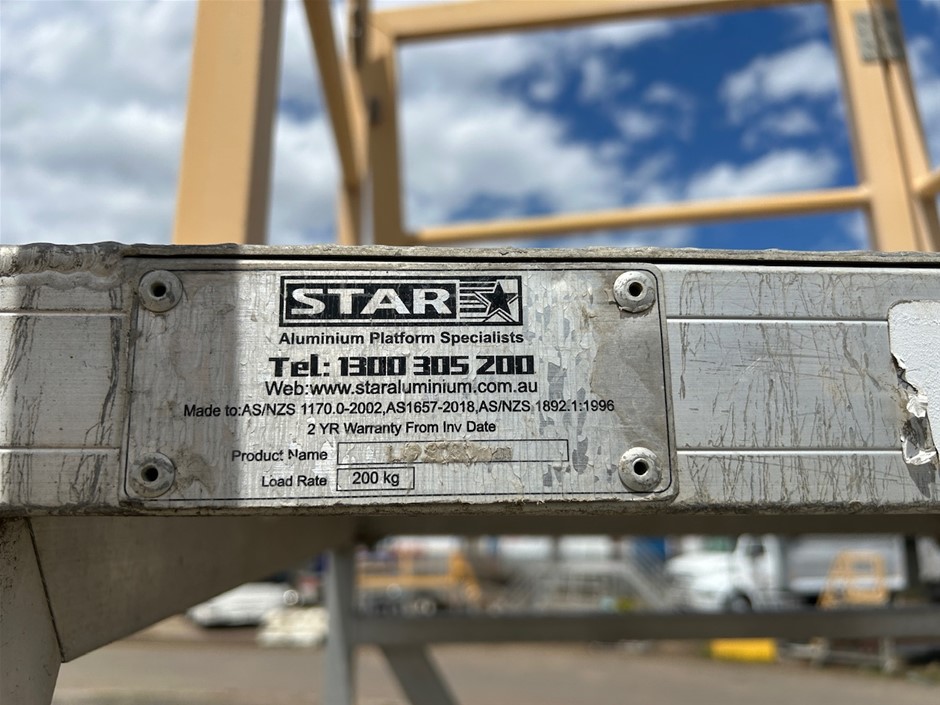 STAR
Aluminium Platform Specialists
Tel: 1300 305 200
Web:www.staraluminium.com.au
Made to:AS/NZS 1170.0-2002,AS1657-2018,AS/NZS 1892.1:1996
2 YR Warranty From Inv Date
Product Name
Load Rate 200 kg